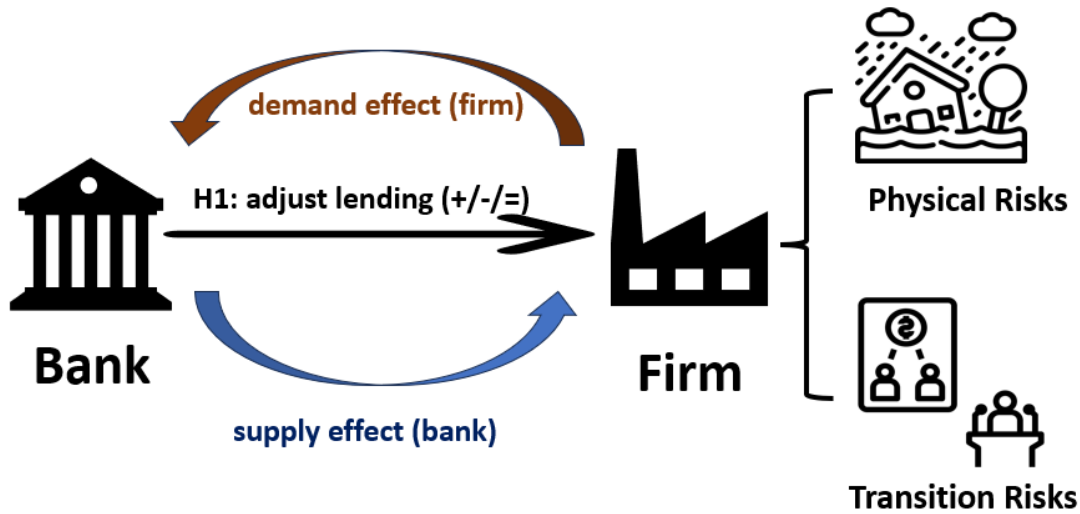 demand effect (firm)
H1: adjust lending (+/-/=)
Bank
supply effect (bank)
Firm
Physical Risks
$
Transition Risks